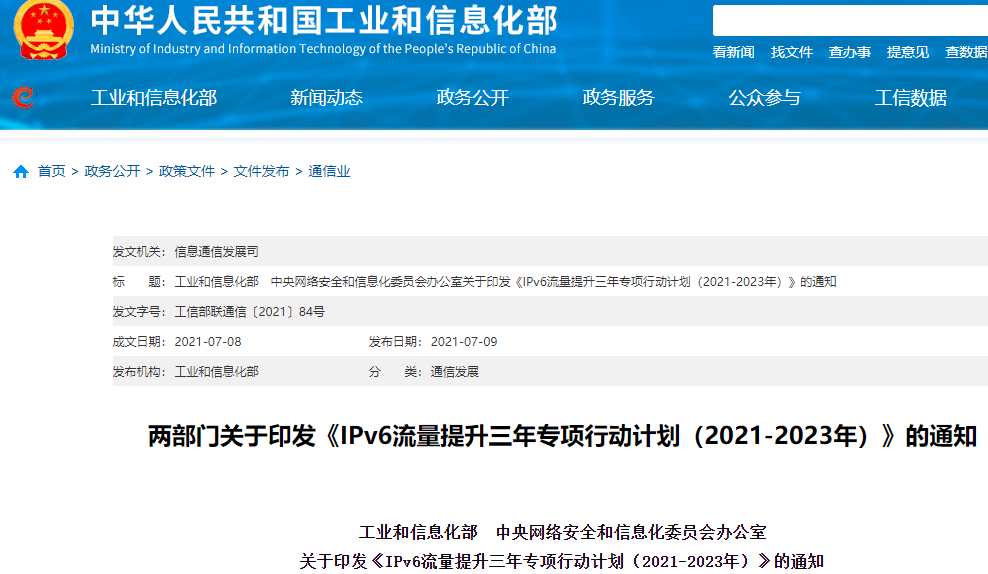 中华人民共和国工业和信息化部
Ministry of Industry and Information Technology of the People's Republic of China
看新闻 找文件 查办事 提意见 查数据
工业和信息化部 新闻动态 政务公开 政务服务 公众参与 工信数据
首页 > 政务公开 > 政策文件 > 文件发布 > 通信业
发文机关： 信息通信发展司
标 题： 工业和信息化部 中央网络安全和信息化委员会办公室关于印发《IPv6流量提升三年专项行动计划（2021-2023年）》的通知
发文字号： 工信部联通信〔2021〕84号
成文日期： 2021-07-08 发布日期： 2021-07-09
发布机构： 工业和信息化部 分 类： 通信发展
两部门关于印发《IPv6流量提升三年专项行动计划（2021-2023年）》的通知
工业和信息化部 中央网络安全和信息化委员会办公室
关于印发《IPv6流量提升三年专项行动计划（2021-2023年）》的通知